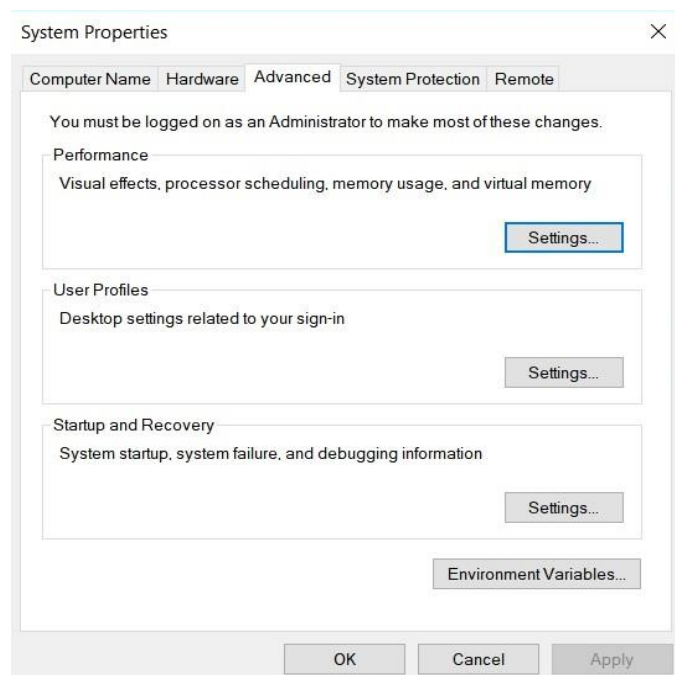 System Properties
Computer Name Hardware Advanced System Protection Remote
You must be logged on as an Administrator to make most of these changes.
Performance
Visual effects, processor scheduling, memory usage, and virtual memory
Settings...
User Profiles
Desktop settings related to your sign-in
Settings...
Startup and Recovery
System startup, system failure, and debugging information
Settings...
Environment Variables...
OK Cancel Apply